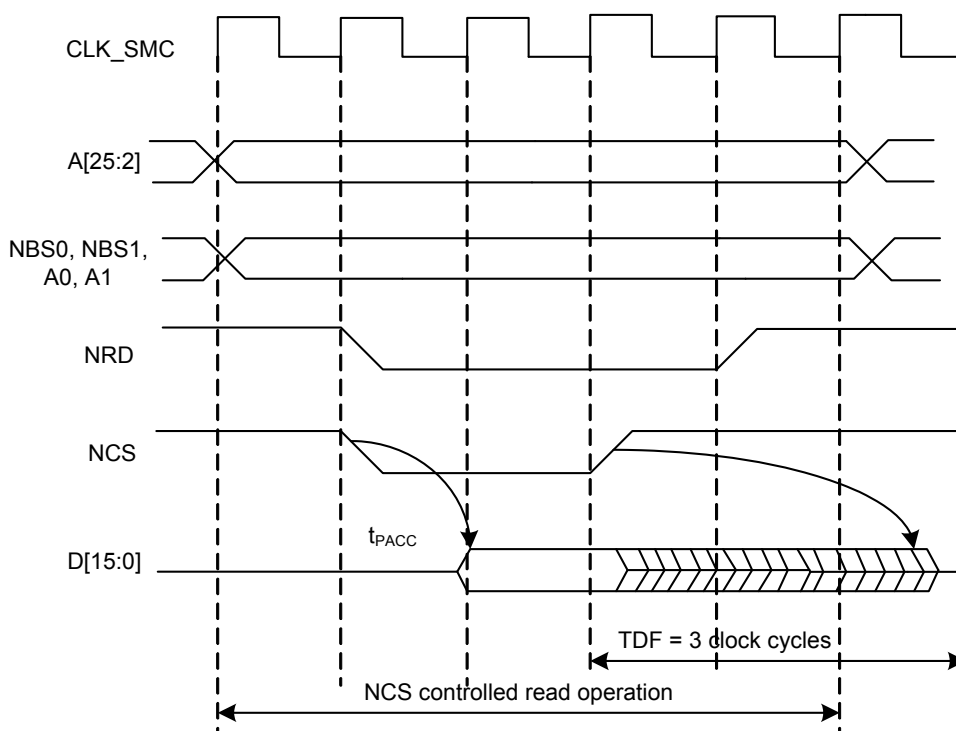 CLK_SMC
A[25:2]
NBS0, NBS1,
A0, A1
NRD
NCS
tPACC
D[15:0]
TDF = 3 clock cycles
NCS controlled read operation